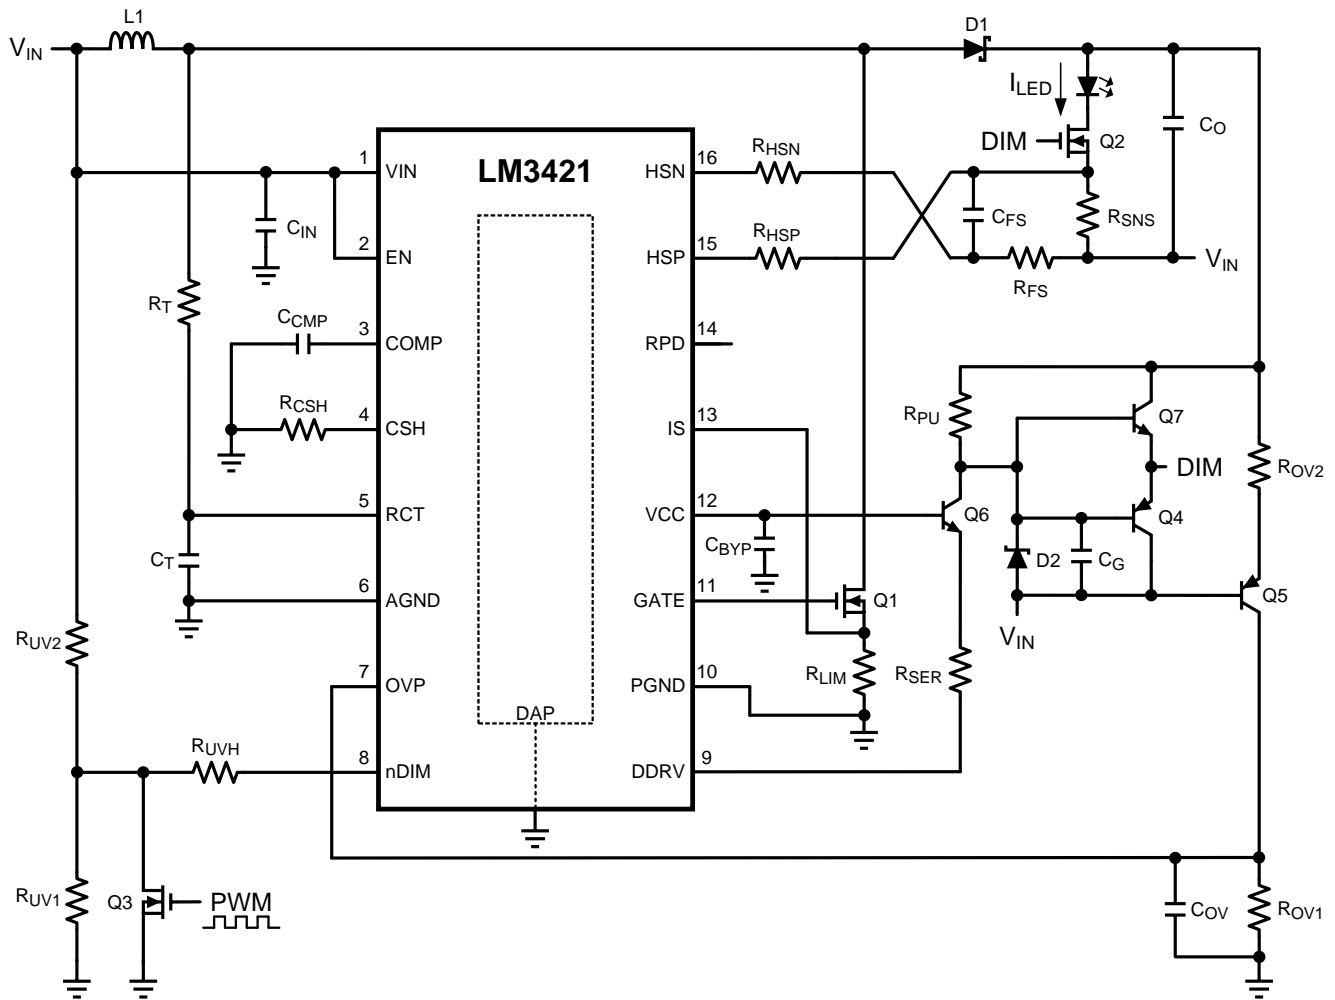 L1
VIN
D1
ILED
DIM
Q2
CO
LM3421
1
VIN
16
HSN
RHSN
CFS
RSNS
CIN
2
EN
15
HSP
RHSP
VIN
RFS
RT
CCMP
3
COMP
14
RPD
RCSH
4
CSH
13
IS
RPU
Q7
DIM
ROV2
5
RCT
12
VCC
Q6
Q4
CBYP
CT
D2
CG
6
AGND
11
GATE
Q1
Q5
VIN
RUV2
7
OVP
10
PGND
RLIM
RSER
DAP
RUVH
8
nDIM
9
DDRV
RUV1
Q3
PWM
COV
ROV1